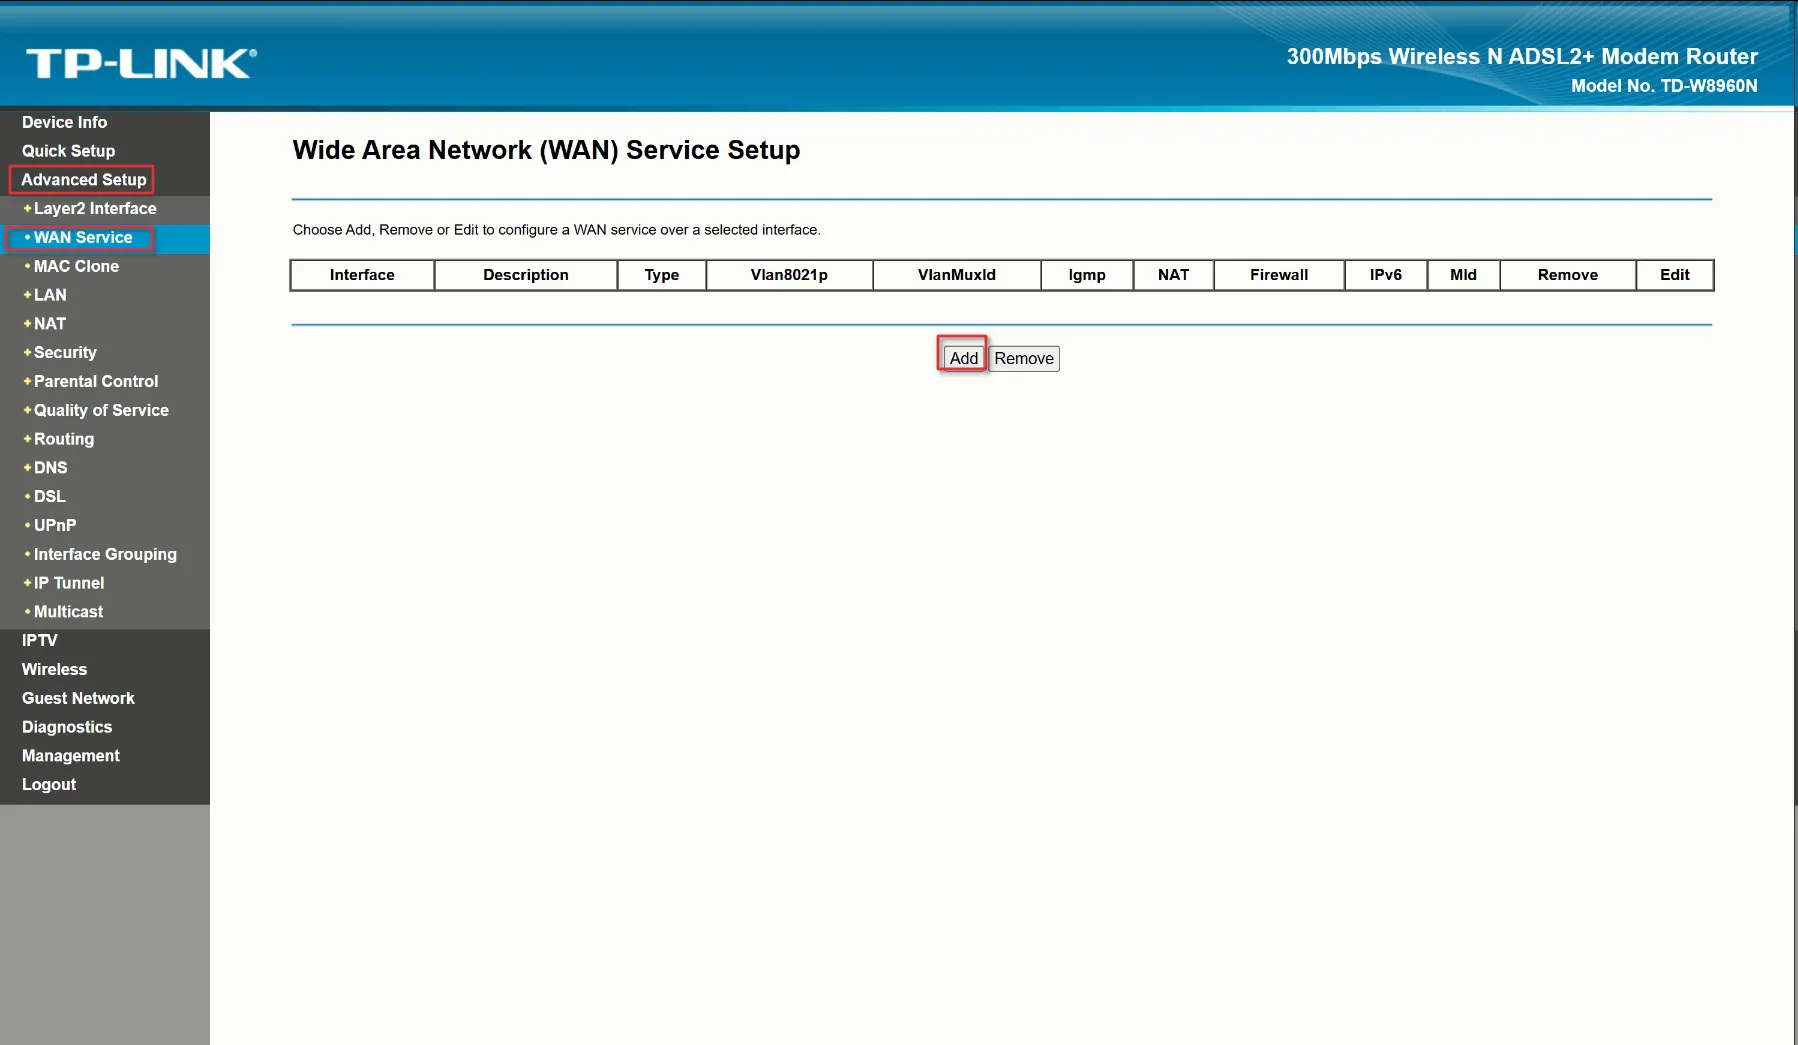 TP-LINK®
300Mbps Wireless N ADSL2+ Modem Router
Model No. TD-W8960N
Device Info
Quick Setup
Advanced Setup
+Layer2 Interface
•WAN Service
•MAC Clone
+LAN
+NAT
+Security
+Parental Control
+Quality of Service
+Routing
+DNS
•DSL
•UPnP
•Interface Grouping
+IP Tunnel
•Multicast
IPTV
Wireless
Guest Network
Diagnostics
Management
Logout
Wide Area Network (WAN) Service Setup
Choose Add, Remove or Edit to configure a WAN service over a selected interface.
Interface Description Type Vlan8021p VlanMuxId Igmp NAT Firewall IPv6 Mld Remove Edit
Add Remove